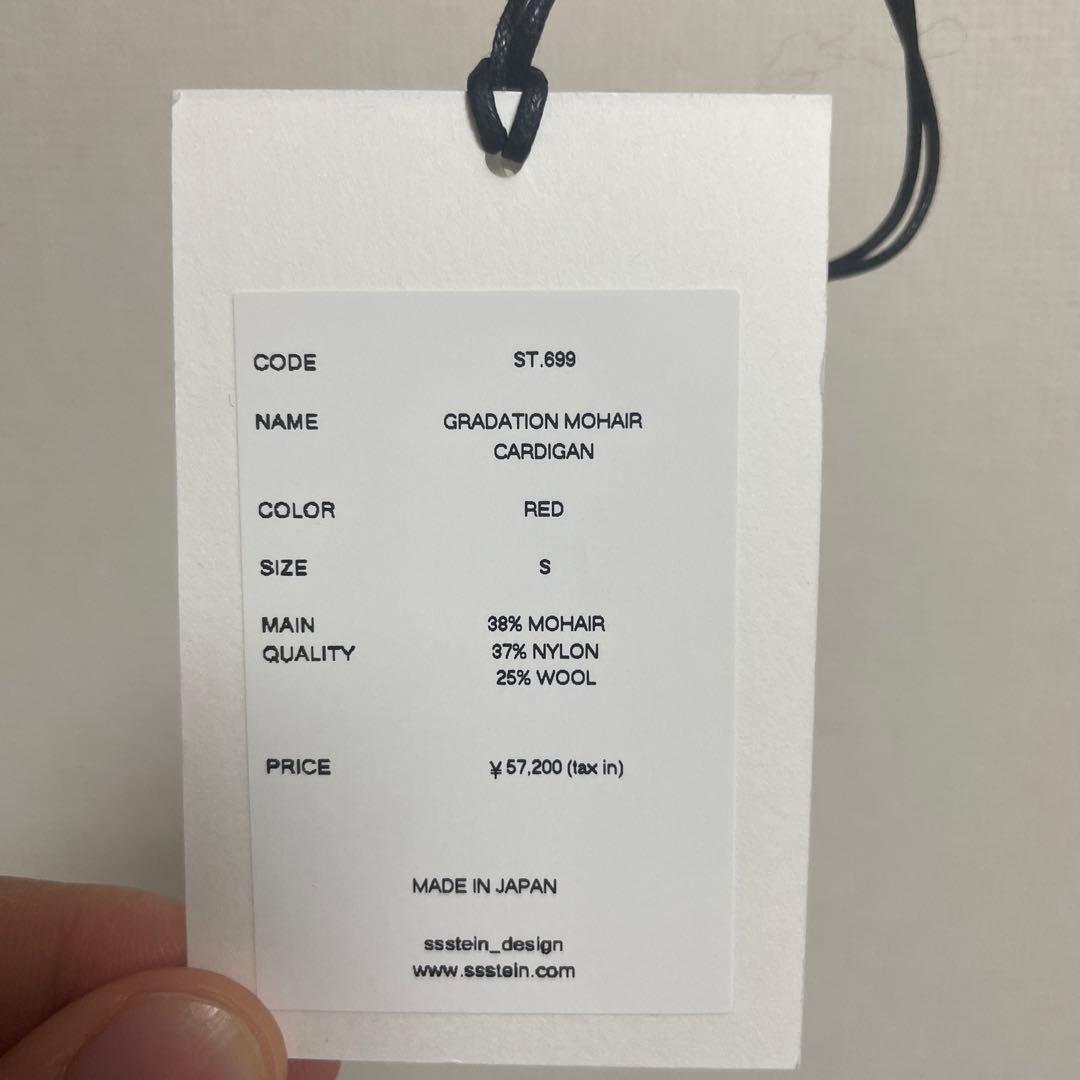 CODE ST.699
NAME GRADATION MOHAIR
CARDIGAN
COLOR RED
SIZE S
MAIN 38% MOHAIR
QUALITY 37% NYLON
25% WOOL
PRICE ¥57,200 (tax in)
MADE IN JAPAN
ssstein_design
www.ssstein.com